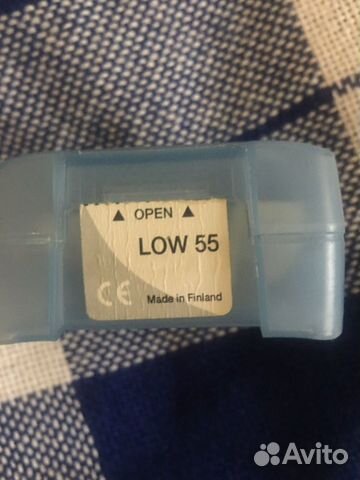 ▲ OPEN ▲
LOW 55
CE Made in Finland
Avito